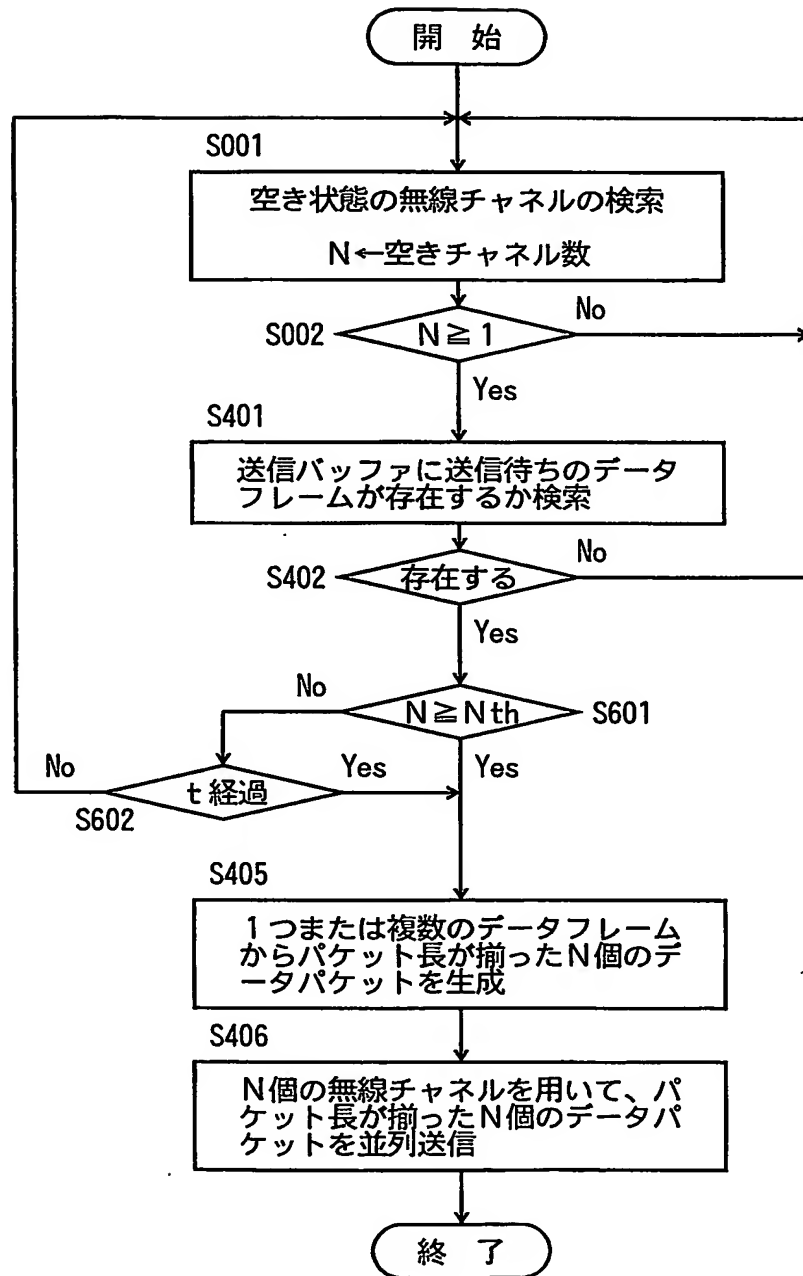 開 始
S001
空き状態の無線チャネルの検索
N←空きチャネル数
S002
N≧1
No
Yes
S401
送信バッファに送信待ちのデータ
フレームが存在するか検索
S402
存在する
No
Yes
No
N≧Nth
S601
No
t経過
Yes
Yes
S602
S405
1つまたは複数のデータフレーム
からパケット長が揃ったN個のデ
ータパケットを生成
S406
N個の無線チャネルを用いて、パ
ケット長が揃ったN個のデータパ
ケットを並列送信
終 了